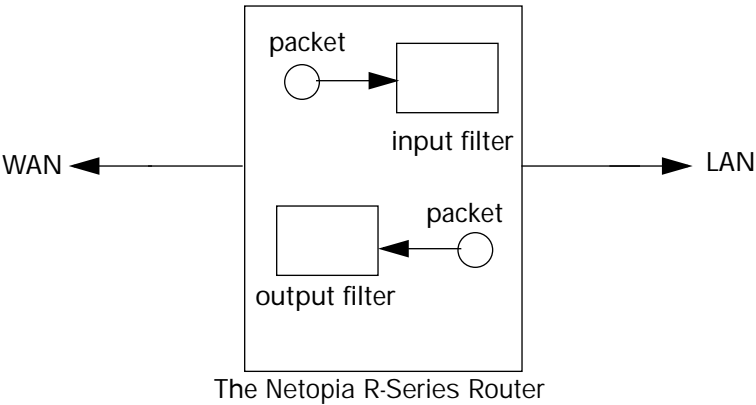 packet
input filter
WAN
LAN
packet
output filter
The Netopia R-Series Router